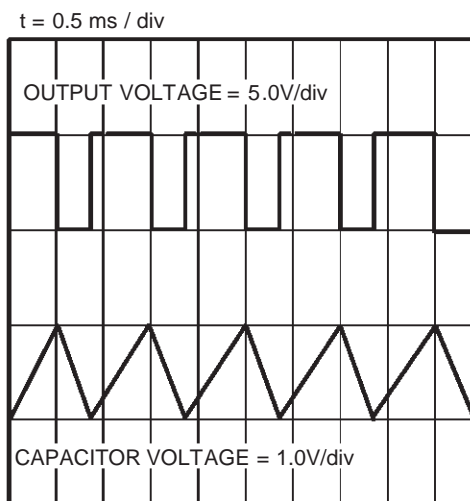 t = 0.5 ms / div
OUTPUT VOLTAGE = 5.0V/div
CAPACITOR VOLTAGE = 1.0V/div